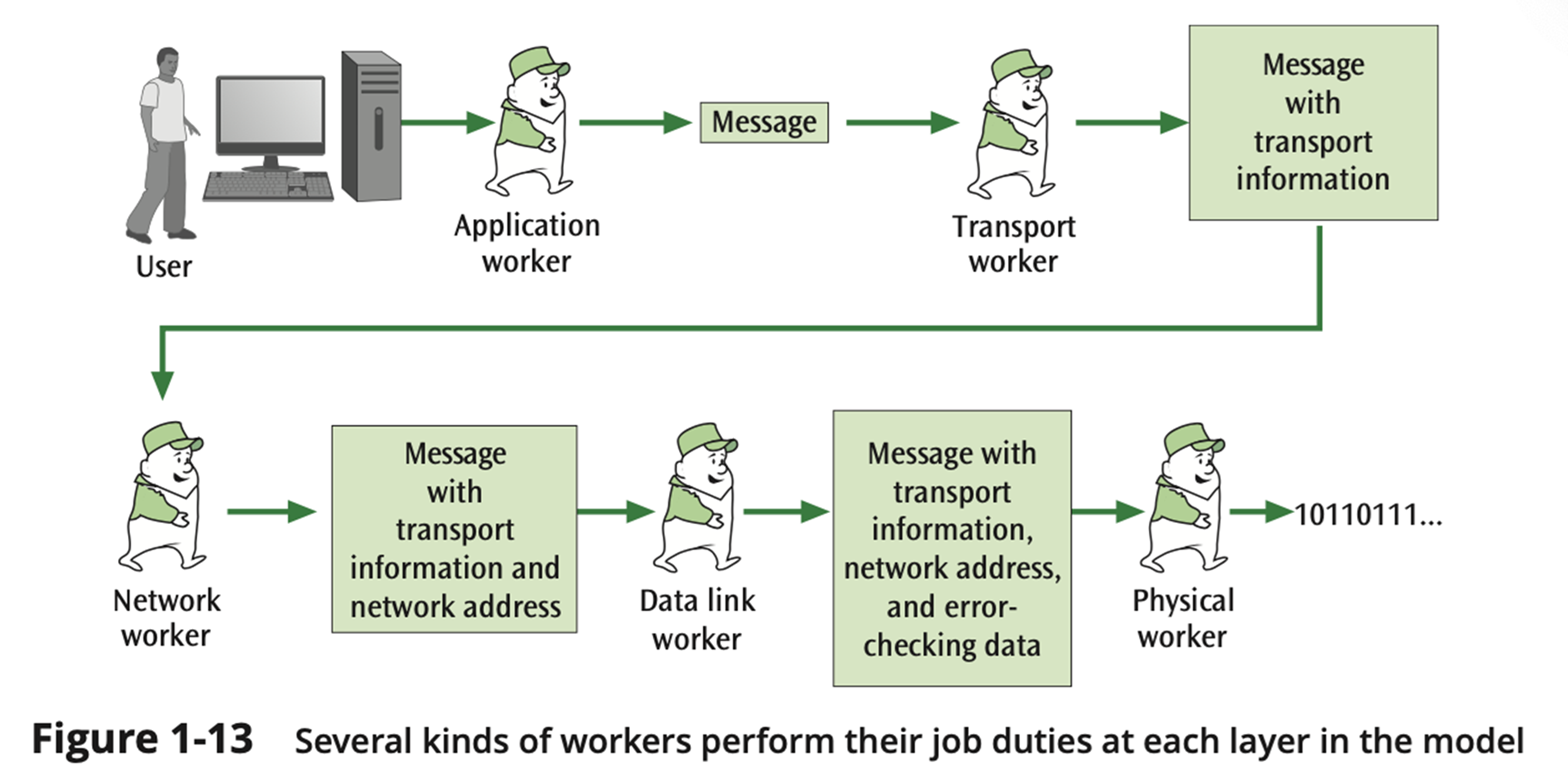 User
Application
worker
Message
Transport
worker
Message
with
transport
information
Network
worker
Message
with
transport
information and
network address
Data link
worker
Message with
transport
information,
network address,
and error-
checking data
Physical
worker
10110111...
Figure 1-13 Several kinds of workers perform their job duties at each layer in the model